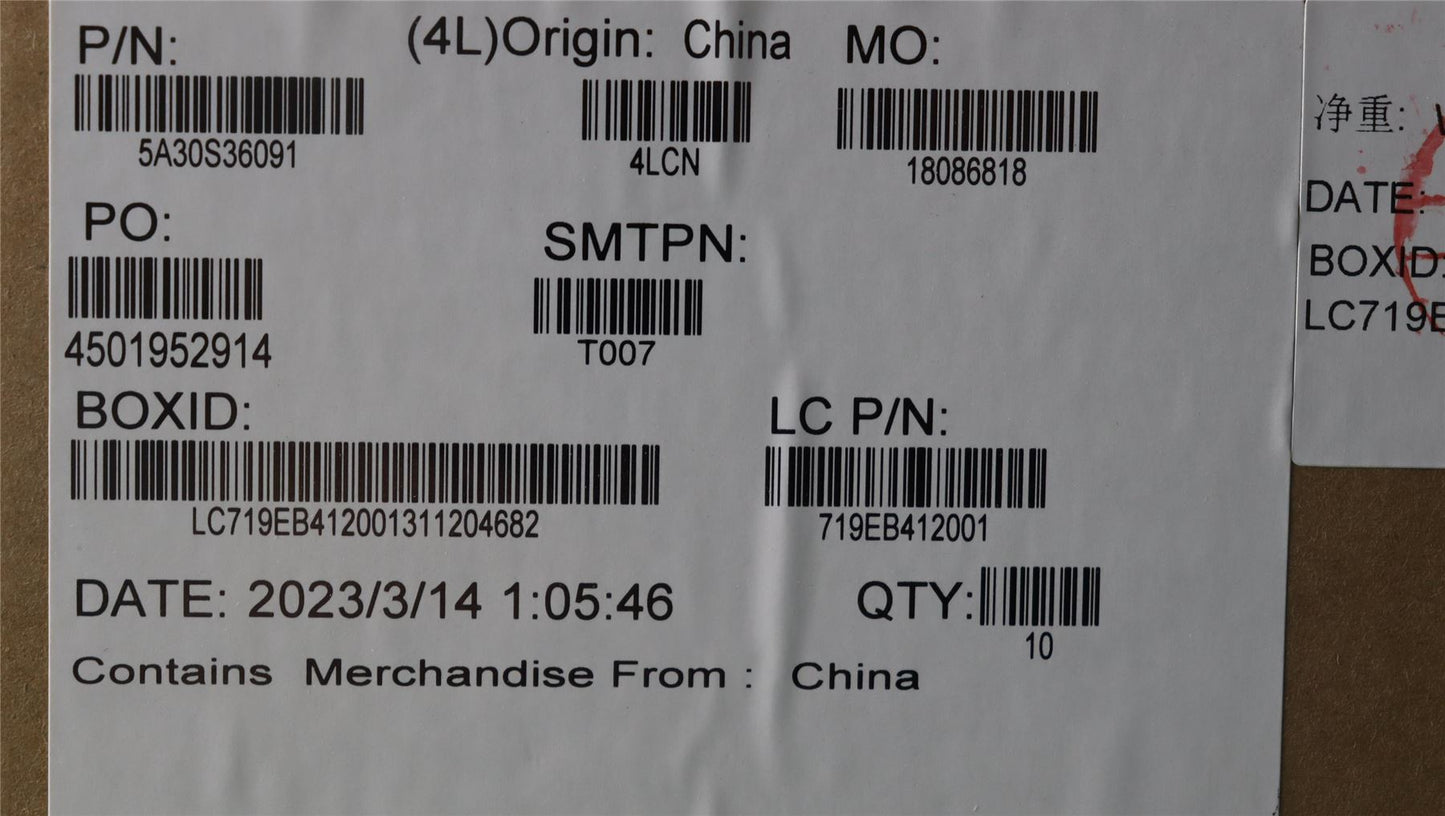 P/N:
(4L)Origin: China
MO:
5A30S36091
4LCN
18086818
PO:
SMTPN:
4501952914
T007
BOXID:
LC P/N:
LC719EB412001311204682
719EB412001
DATE: 2023/3/14 1:05:46
QTY:
10
Contains Merchandise From : China
净重:
DATE:
BOXID:
LC719E